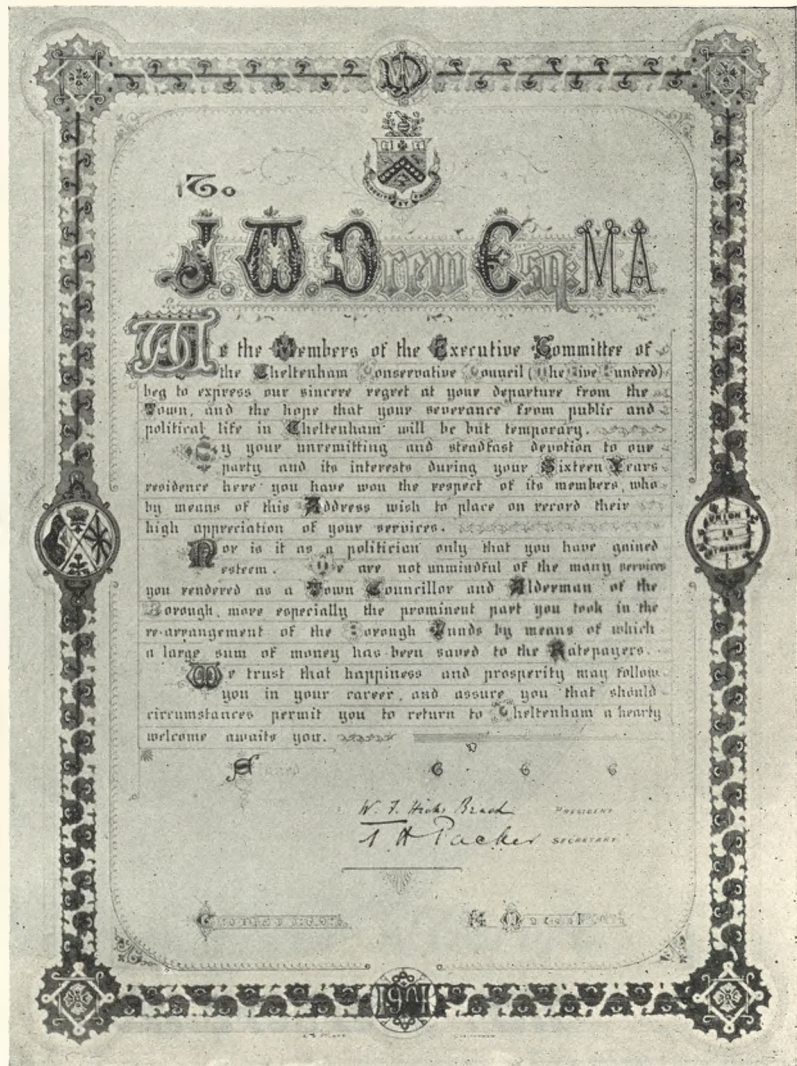 To
J. W. Drew Esq: MA.
We the Members of the Executive Committee of
the Cheltenham Conservative Council (The Five Hundred)
beg to express our sincere regret at your departure from the
Town, and the hope that your severance from public and
political life in Cheltenham will be but temporary.
By your unremitting and steadfast devotion to our
party and its interests during your Sixteen Years
residence here you have won the respect of its members, who
by means of this Address wish to place on record their
high appreciation of your services.
Nor is it as a politician only that you have gained
esteem. We are not unmindful of the many services
you rendered as a Town Councillor and Alderman of the
Borough, more especially the prominent part you took in the
re-arrangement of the Borough Funds by means of which
a large sum of money has been saved to the Ratepayers.
We trust that happiness and prosperity may follow
you in your career, and assure you that should
circumstances permit you to return to Cheltenham a hearty
welcome awaits you.
W. F. Hicks Beach PRESIDENT
A H Packer SECRETARY
1901
UNION
IS
STRENGTH